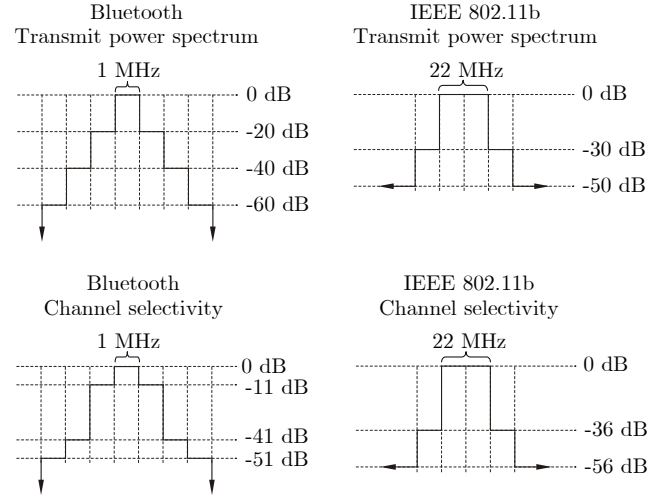 Bluetooth
Transmit power spectrum
1 MHz
0 dB
-20 dB
-40 dB
-60 dB
IEEE 802.11b
Transmit power spectrum
22 MHz
0 dB
-30 dB
-50 dB
Bluetooth
Channel selectivity
1 MHz
0 dB
-11 dB
-41 dB
-51 dB
IEEE 802.11b
Channel selectivity
22 MHz
0 dB
-36 dB
-56 dB